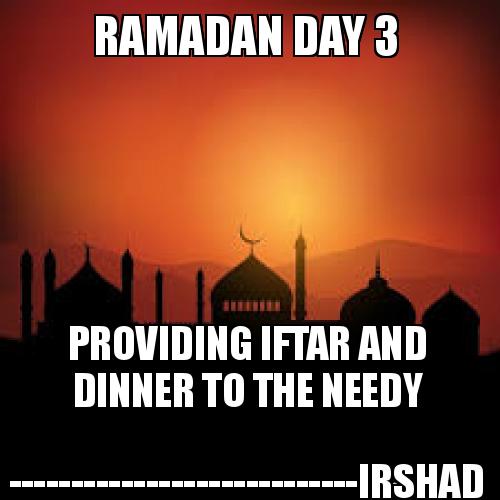 RAMADAN DAY 3
PROVIDING IFTAR AND
DINNER TO THE NEEDY
----------------------------IRSHAD